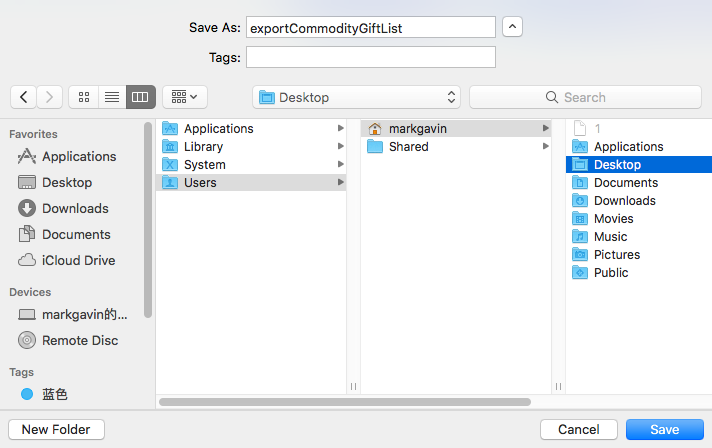 Save As: exportCommodityGiftList
Tags:
Desktop
Search
Favorites
Applications
Desktop
Downloads
Documents
iCloud Drive
Devices
markgavin的...
Remote Disc
Tags
蓝色
Applications
Library
System
Users
markgavin
Shared
1
Applications
Desktop
Documents
Downloads
Movies
Music
Pictures
Public
New Folder
Cancel
Save